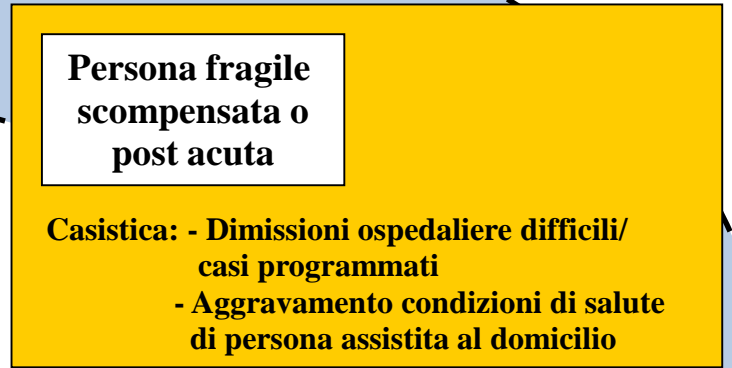 Persona fragile
scompensata o
post acuta
Casistica: - Dimissioni ospedaliere difficili/
casi programmati
- Aggravamento condizioni di salute
di persona assistita al domicilio